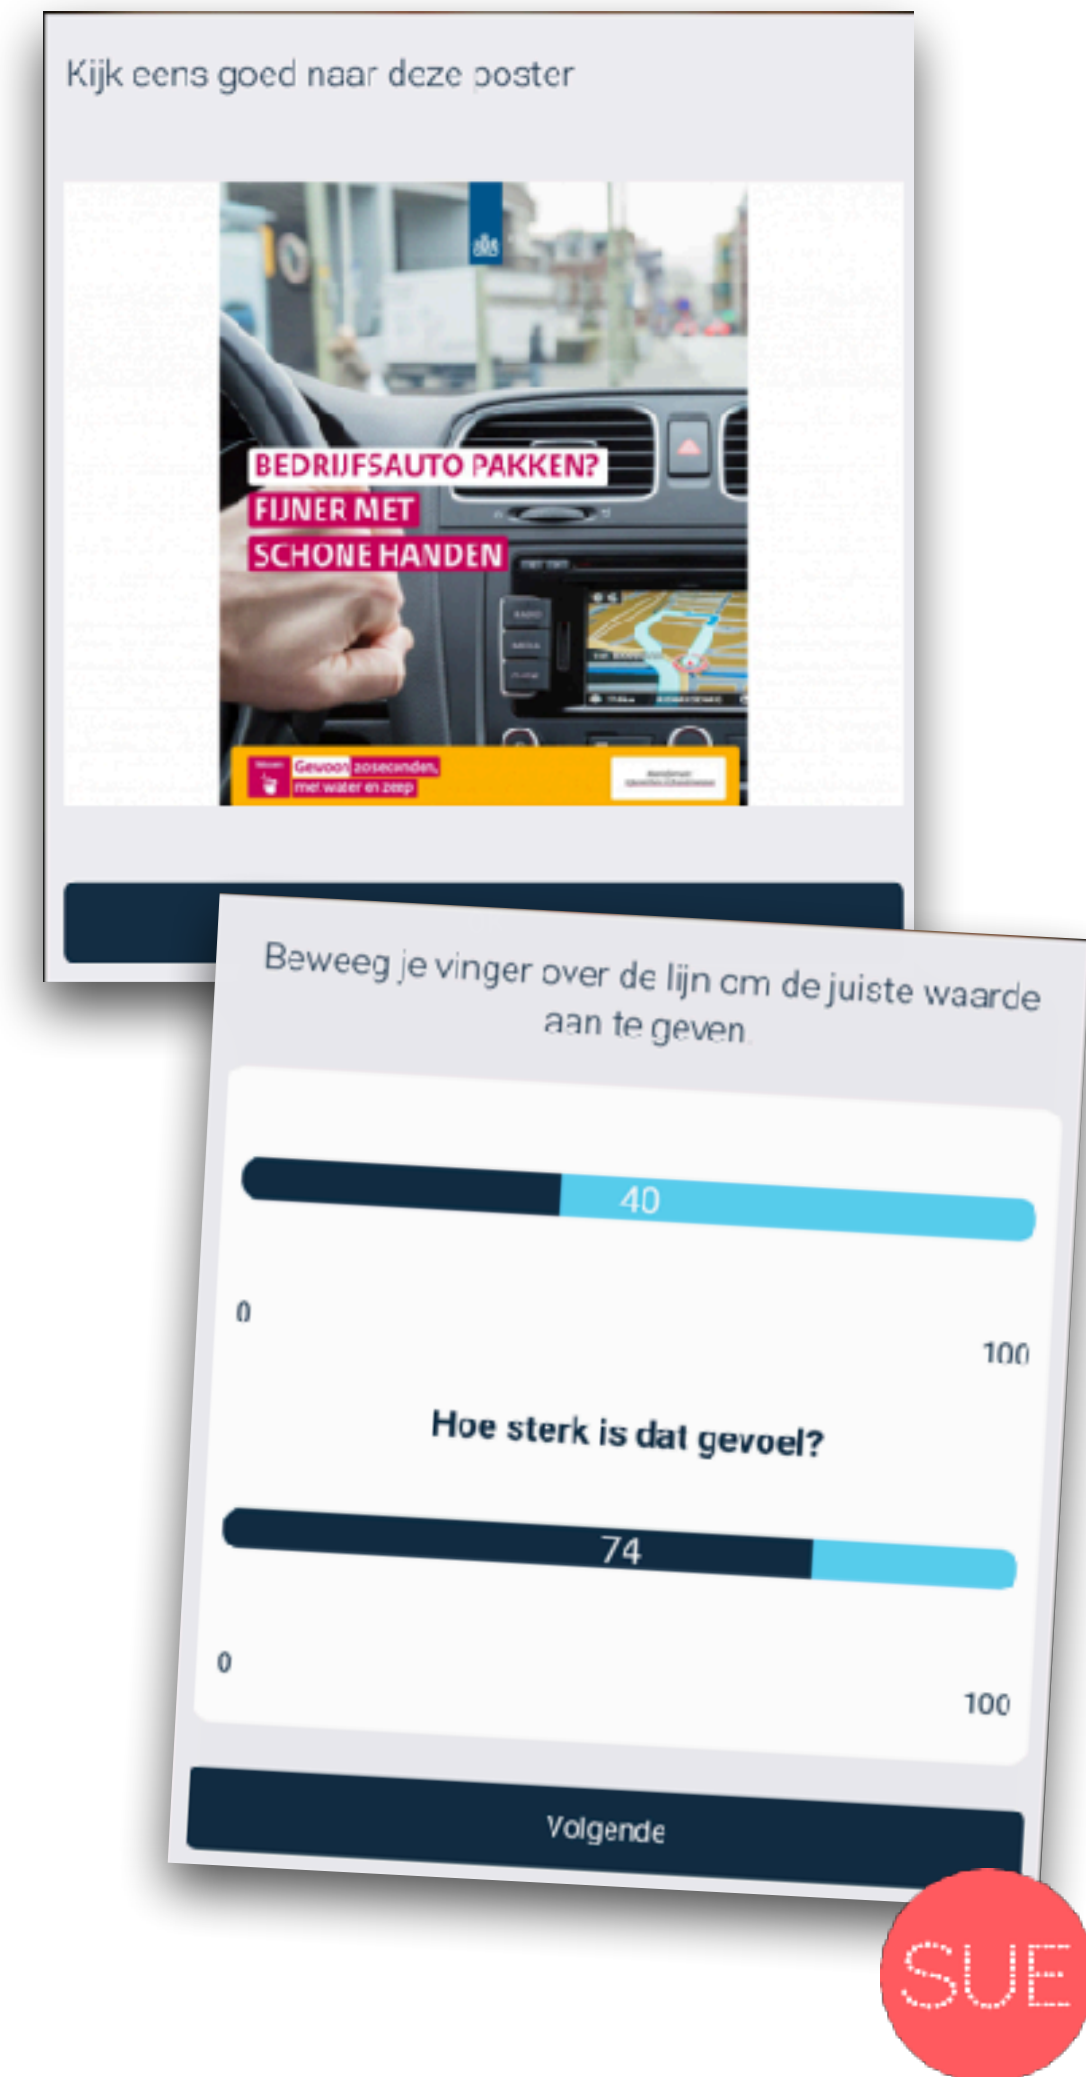 Kijk eens goed naar deze poster
BEDRIJFSAUTO PAKKEN?
FIJNER MET
SCHONE HANDEN
RADIO
MEDIA
Gewoon 20 seconden,
met water en zeep
Beweeg je vinger over de lijn om de juiste waarde
aan te geven.
40
0
100
Hoe sterk is dat gevoel?
74
0
100
Volgende
SUE